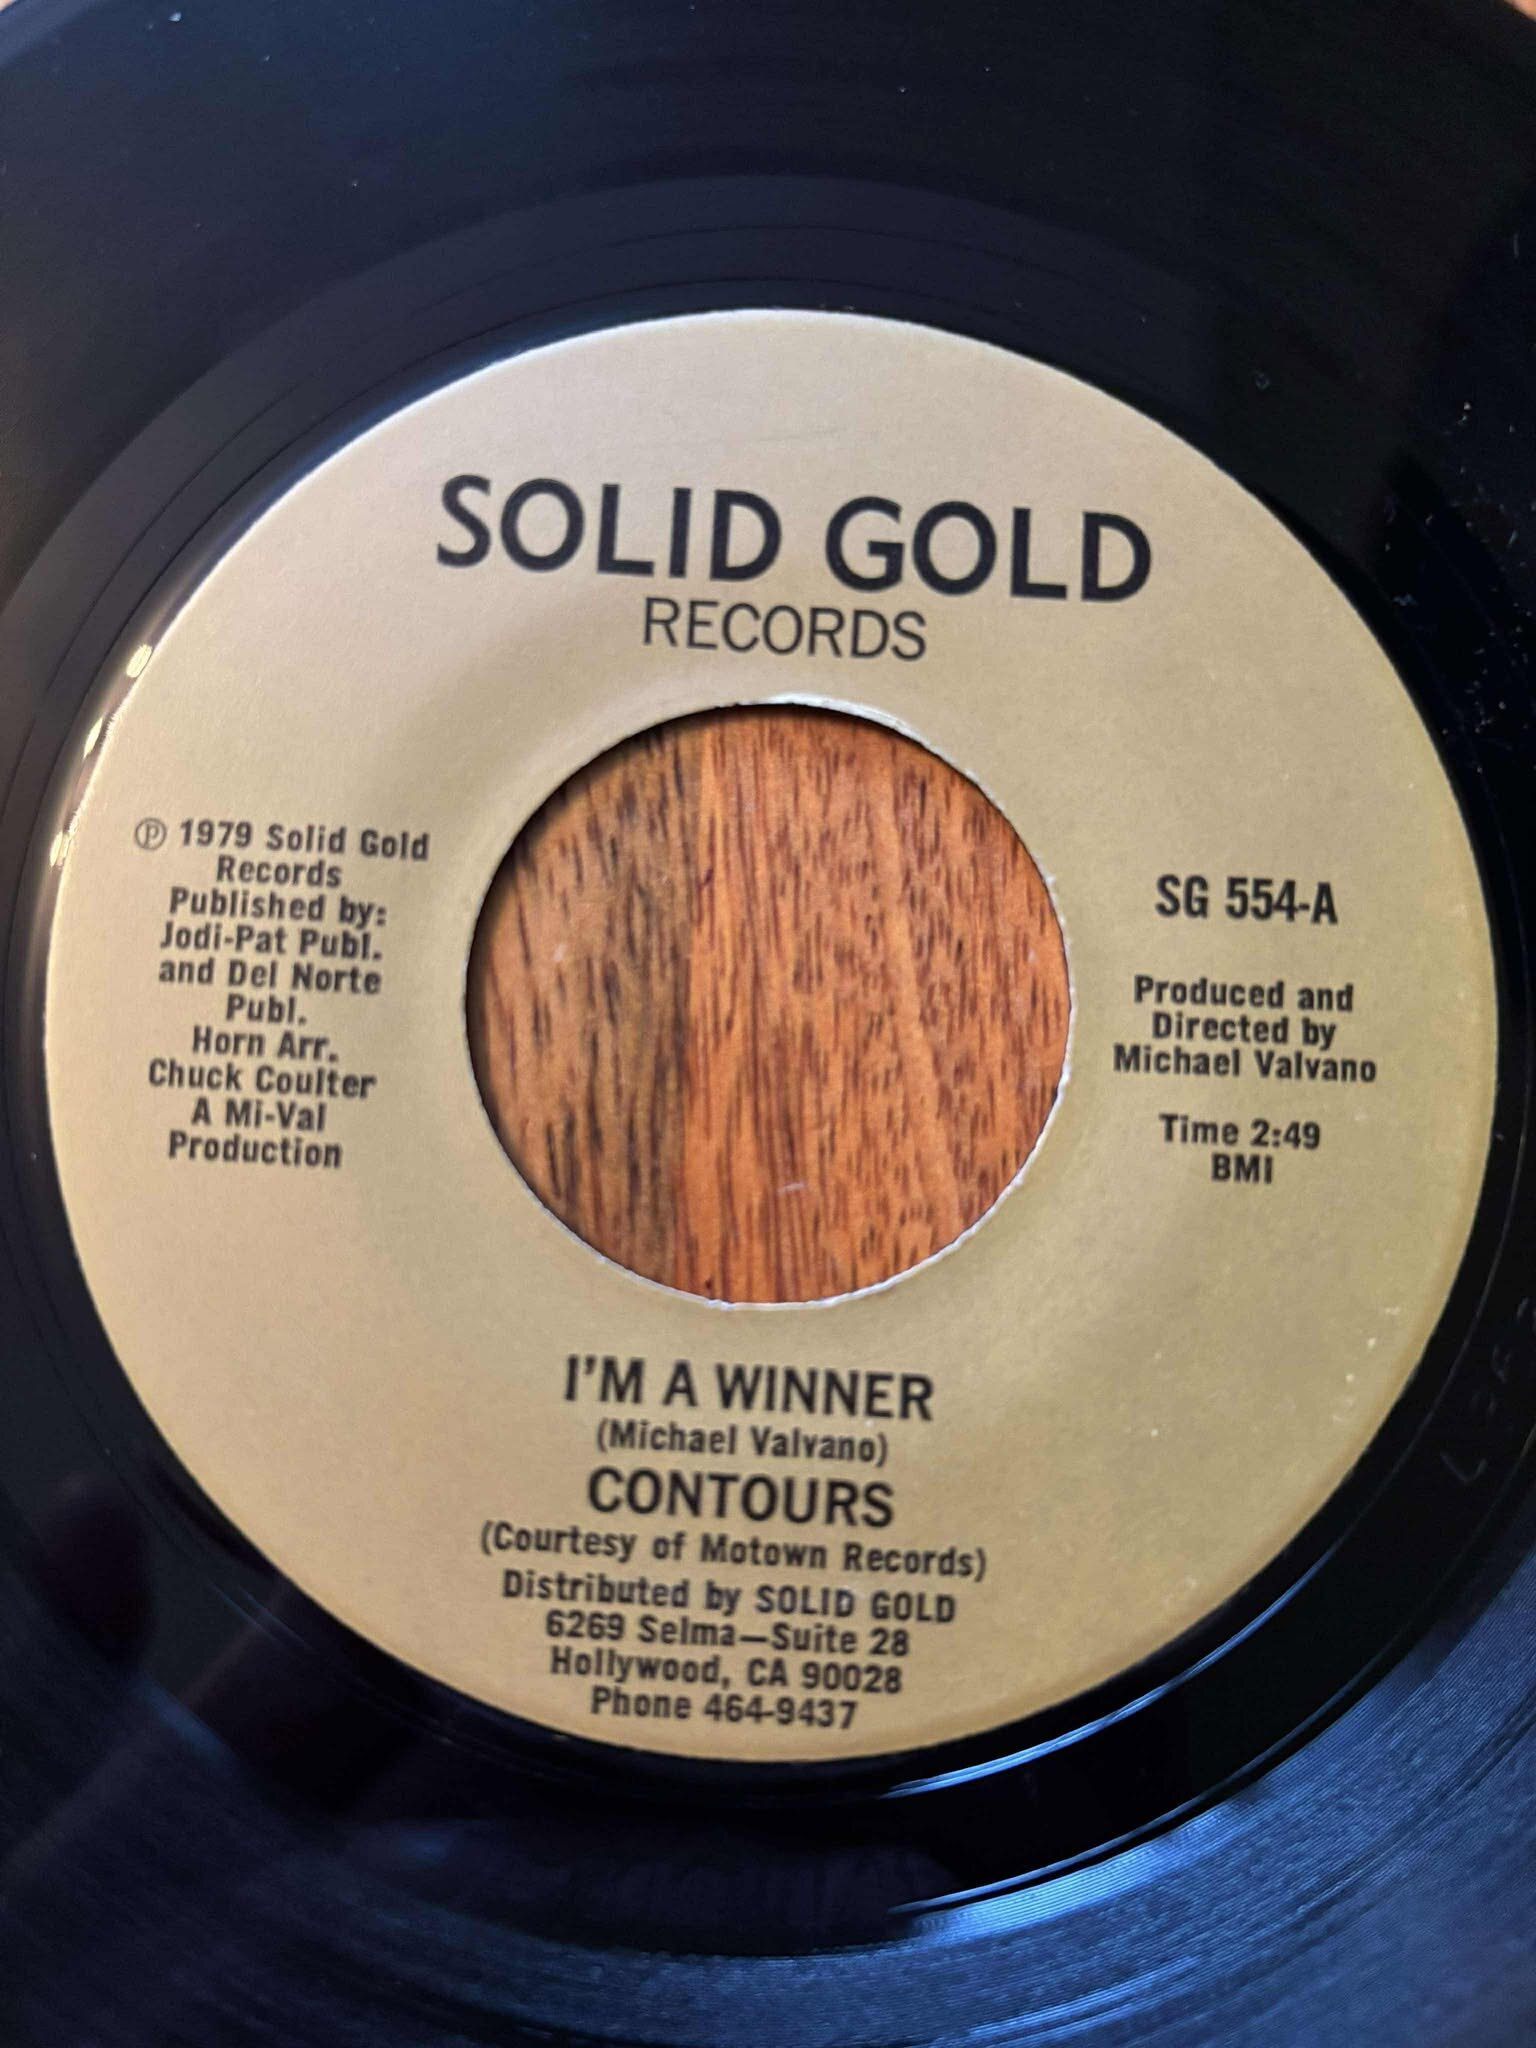 SOLID GOLD
RECORDS
Ⓟ 1979 Solid Gold
Records
Published by:
Jodi-Pat Publ.
and Del Norte
Publ.
Horn Arr.
Chuck Coulter
A Mi-Val
Production
SG 554-A
Produced and
Directed by
Michael Valvano
Time 2:49
BMI
I'M A WINNER
(Michael Valvano)
CONTOURS
(Courtesy of Motown Records)
Distributed by SOLID GOLD
6269 Selma—Suite 28
Hollywood, CA 90028
Phone 464-9437